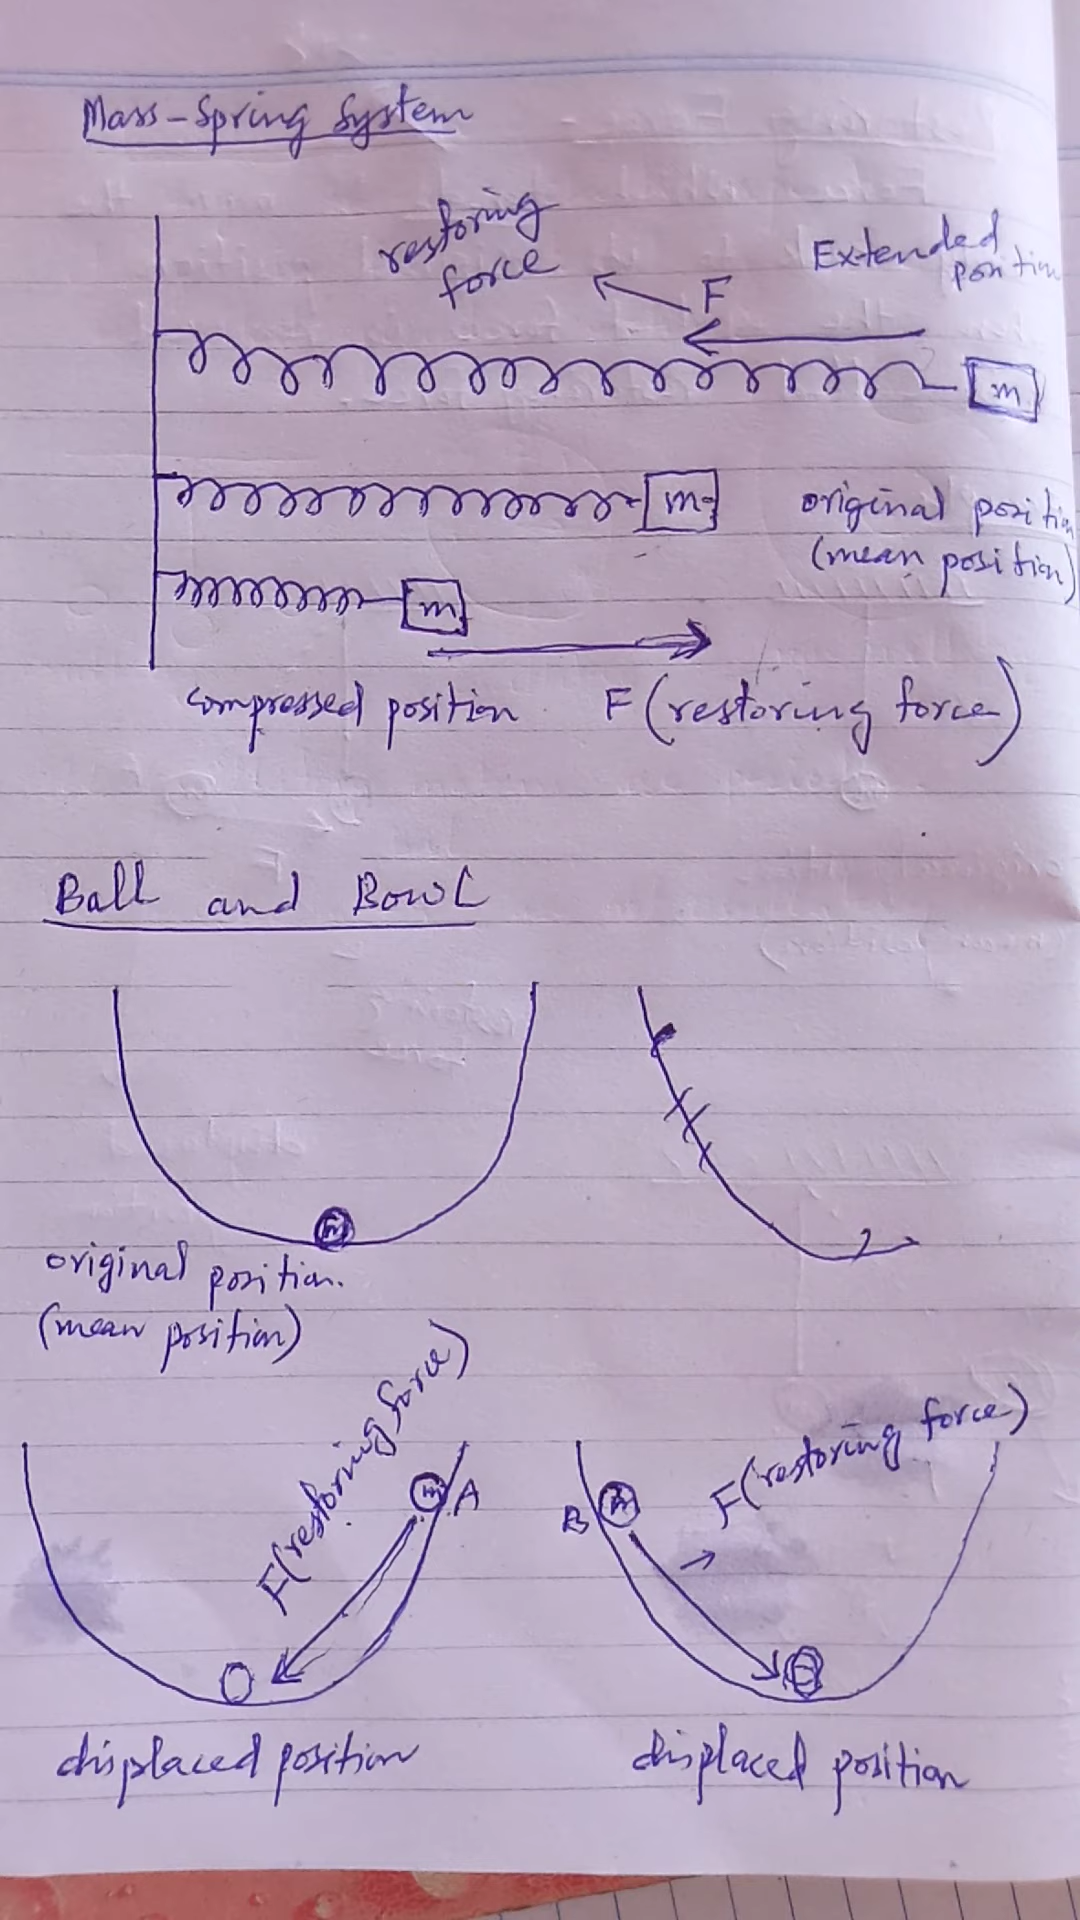 Mass-Spring System
restoring
force
F
Extended
position
m
m
original position
(mean position)
m
compressed position F (restoring force)
Ball and Bowl
m
original position.
(mean position)
F (restoring force)
m A
B m
F (restoring force)
displaced position
displaced position